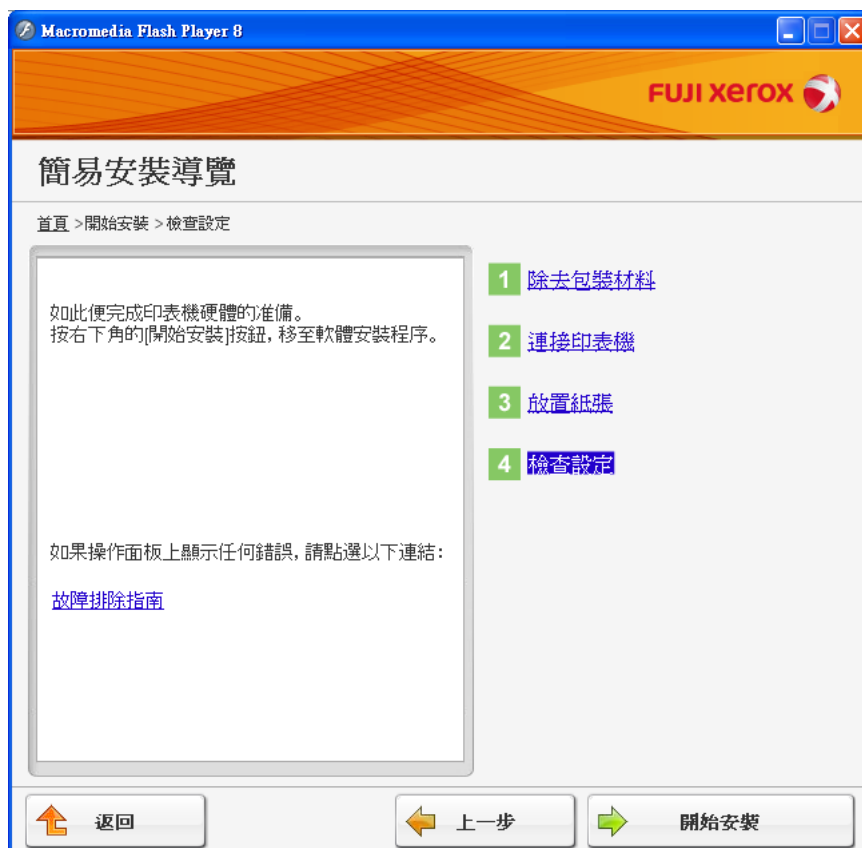 Macromedia Flash Player 8
FUJI xerox
簡易安裝導覽
首頁 >開始安裝 >檢查設定
如此便完成印表機硬體的准備。
按右下角的[開始安裝]按鈕, 移至軟體安裝程序。
如果操作面板上顯示任何錯誤, 請點選以下連結:
故障排除指南
1 除去包裝材料
2 連接印表機
3 放置紙張
4 檢查設定
返回
上一步
開始安裝